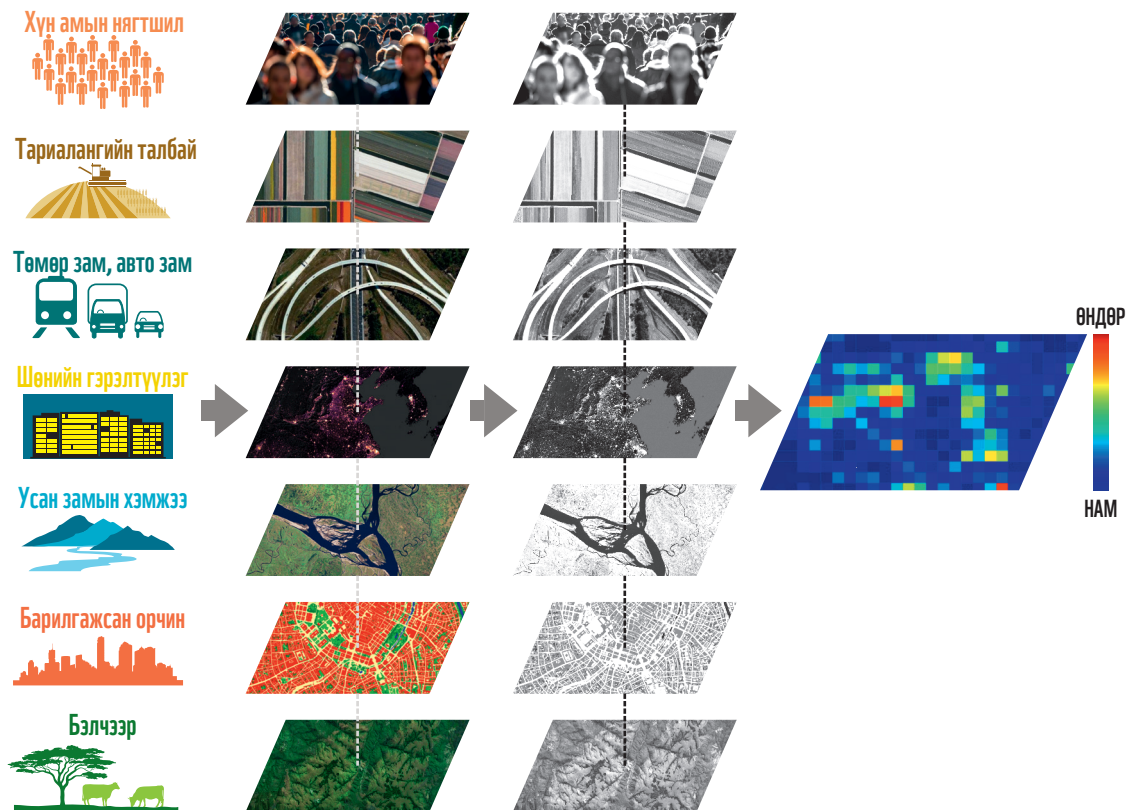 Хүн амын нягтшил
Тариалангийн талбай
Төмөр зам, авто зам
Шөнийн гэрэлтүүлэг
Усан замын хэмжээ
Барилгажсан орчин
Бэлчээр
ӨНДӨР
НАМ